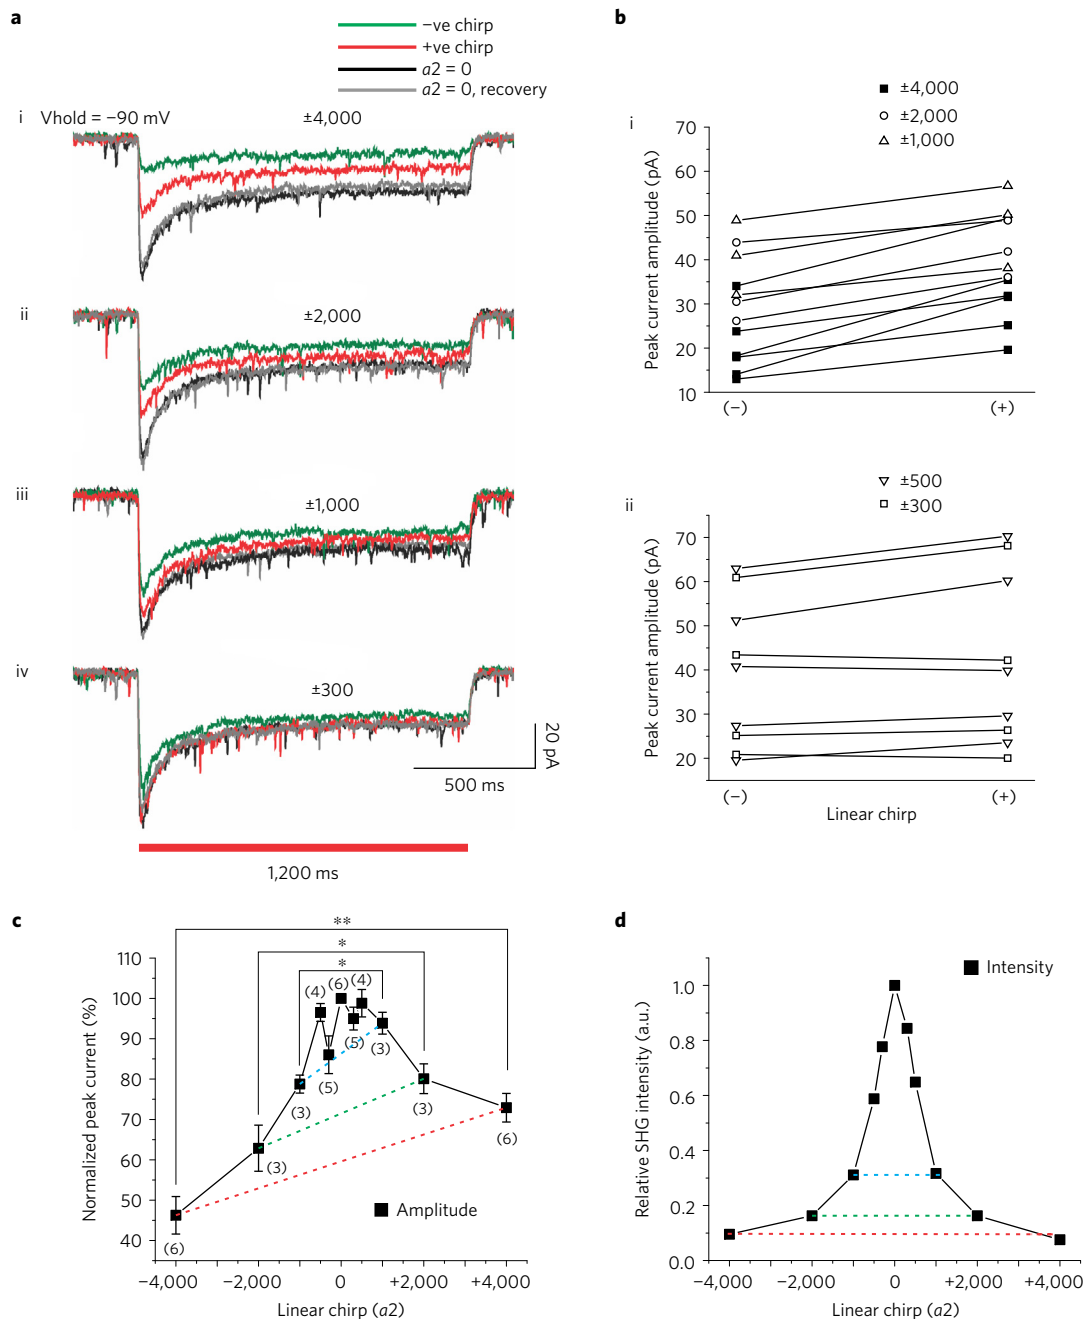 a
−ve chirp
+ve chirp
a2 = 0
a2 = 0, recovery
i
Vhold = −90 mV
±4,000
ii
±2,000
iii
±1,000
iv
±300
20 pA
500 ms
1,200 ms
b
±4,000
±2,000
±1,000
i
70
60
50
40
30
20
10
Peak current amplitude (pA)
(−)
(+)
±500
±300
ii
70
60
50
40
30
20
Peak current amplitude (pA)
(−)
(+)
Linear chirp
c
**
*
*
110
100
90
80
70
60
50
40
Normalized peak current (%)
(4)
(6)
(4)
(5)
(3)
(5)
(3)
(3)
(3)
(6)
(6)
Amplitude
−4,000
−2,000
0
+2,000
+4,000
Linear chirp (a2)
d
Intensity
1.0
0.8
0.6
0.4
0.2
0.0
Relative SHG intensity (a.u.)
−4,000
−2,000
0
+2,000
+4,000
Linear chirp (a2)